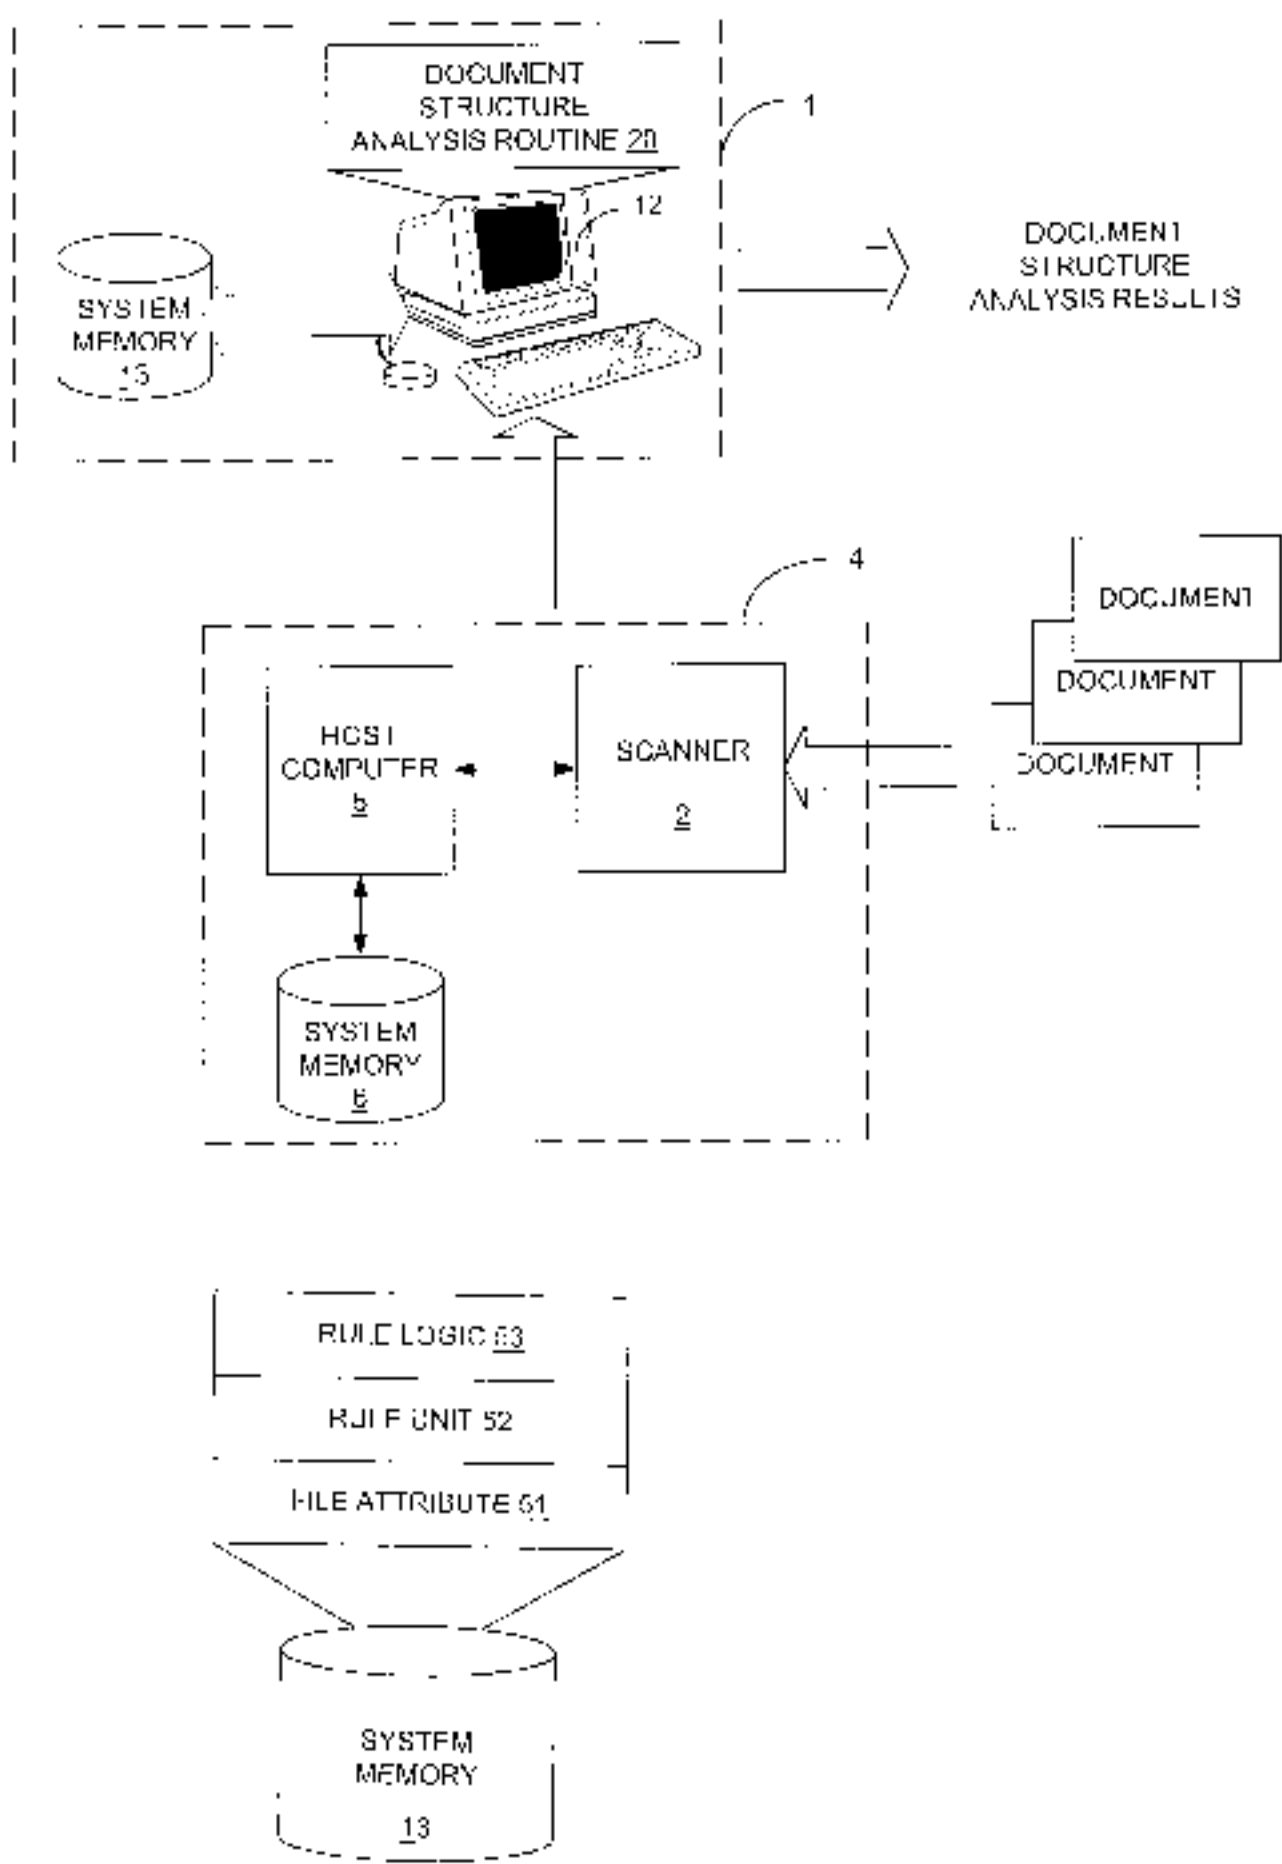 DOCUMENT
STRUCTURE
ANALYSIS ROUTINE 20
1
12
DOCUMENT
STRUCTURE
ANALYSIS RESULTS
SYSTEM
MEMORY
13
4
DOCUMENT
DOCUMENT
DOCUMENT
HOST
COMPUTER
5
SCANNER
2
SYSTEM
MEMORY
6
RULE LOGIC
RULE UNIT 52
FILE ATTRIBUTE 51
SYSTEM
MEMORY
13